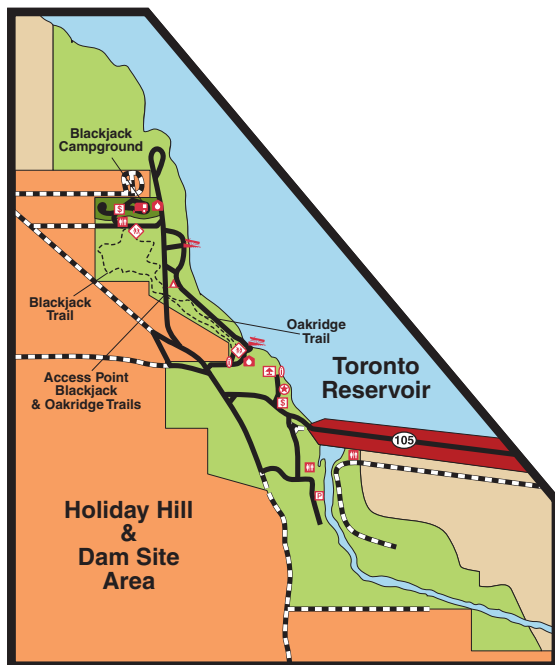 Blackjack
Campground
$
Blackjack
Trail
Oakridge
Trail
Access Point
Blackjack
& Oakridge Trails
Toronto
Reservoir
$
105
P
Holiday Hill
&
Dam Site
Area